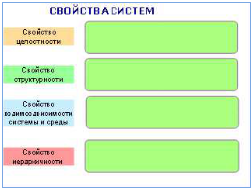 СВОЙСТВА СИСТЕМ
Свойство
целостности
Свойство
структурности
Свойство
взаимозависимости
системы и среды
Свойство
иерархичности